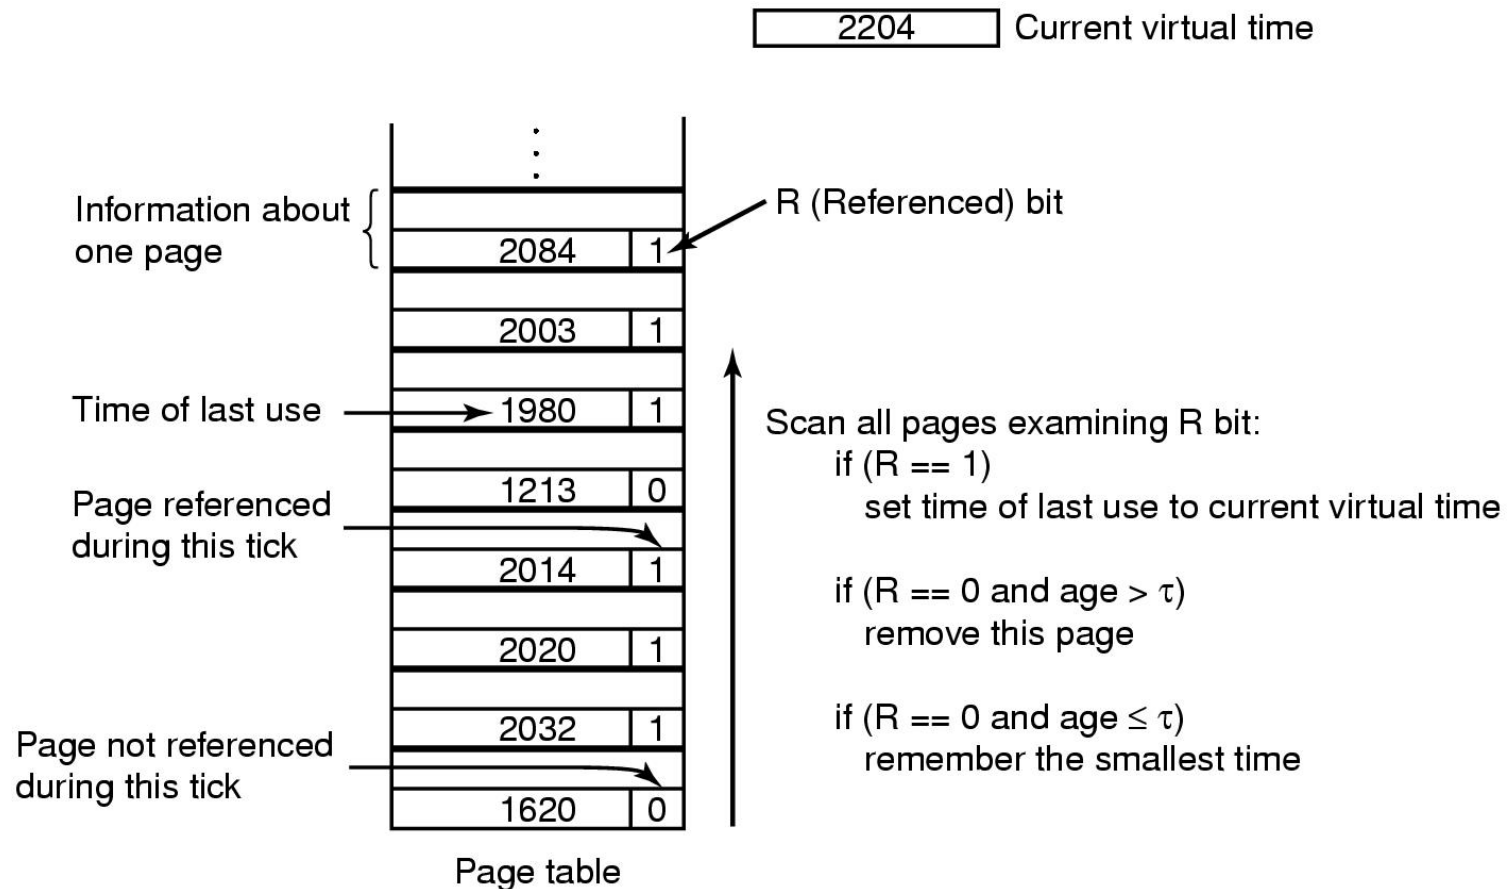 2204 Current virtual time
Information about
one page
R (Referenced) bit
2084 1
2003 1
Time of last use
1980 1
1213 0
Page referenced
during this tick
2014 1
2020 1
2032 1
Page not referenced
during this tick
1620 0
Page table
Scan all pages examining R bit:
if (R == 1)
set time of last use to current virtual time
if (R == 0 and age > τ)
remove this page
if (R == 0 and age ≤ τ)
remember the smallest time